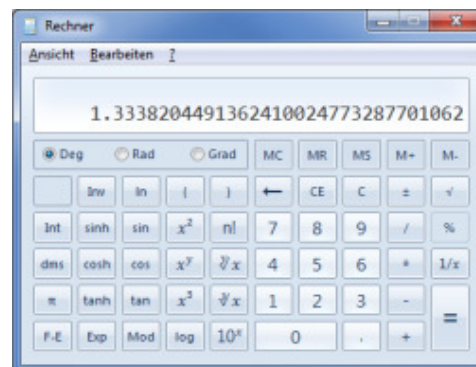 Rechner
Ansicht Bearbeiten ?
1.3338204491362410024773287701062
Deg Rad Grad MC MR MS M+ M-
Inv ln ( ) ← CE C ± √
Int sinh sin x² n! 7 8 9 / %
dms cosh cos xʸ ʸ√x 4 5 6 * 1/x
π tanh tan x³ ³√x 1 2 3 - =
F-E Exp Mod log 10ˣ 0 , +